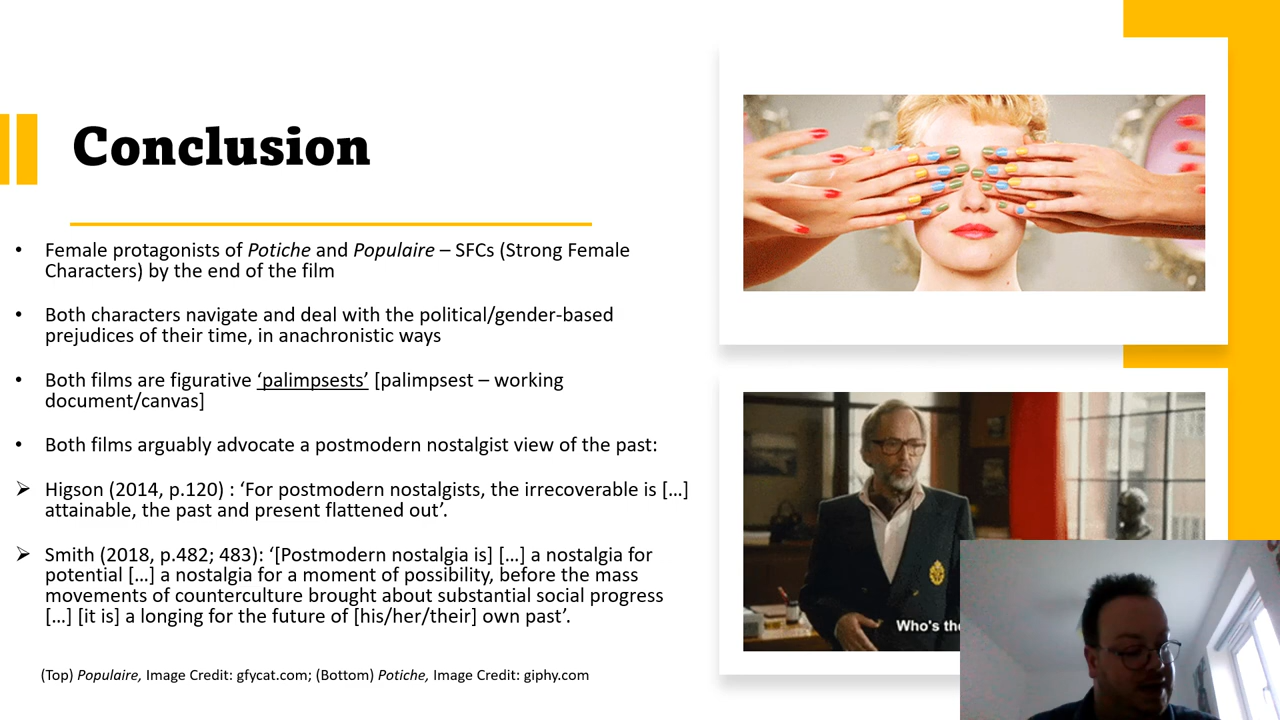 Conclusion
• Female protagonists of Potiche and Populaire – SFCs (Strong Female
Characters) by the end of the film
• Both characters navigate and deal with the political/gender-based
prejudices of their time, in anachronistic ways
• Both films are figurative ‘palimpsests’ [palimpsest – working
document/canvas]
• Both films arguably advocate a postmodern nostalgist view of the past:
➢ Higson (2014, p.120) : ‘For postmodern nostalgists, the irrecoverable is […]
attainable, the past and present flattened out’.
➢ Smith (2018, p.482; 483): ‘[Postmodern nostalgia is] […] a nostalgia for
potential […] a nostalgia for a moment of possibility, before the mass
movements of counterculture brought about substantial social progress
[…] [it is] a longing for the future of [his/her/their] own past’.
(Top) Populaire, Image Credit: gfycat.com; (Bottom) Potiche, Image Credit: giphy.com
Who's